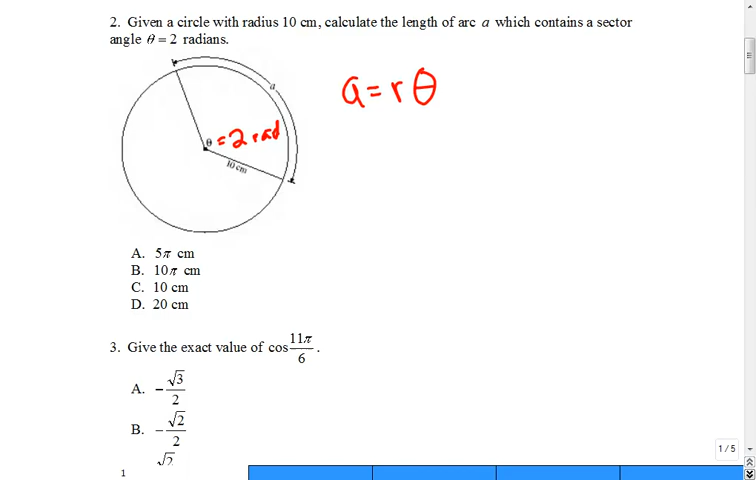 2. Given a circle with radius 10 cm, calculate the length of arc a which contains a sector
angle θ = 2 radians.
a
a = r θ
θ = 2 rad
10 cm
A. 5π cm
B. 10π cm
C. 10 cm
D. 20 cm
3. Give the exact value of cos 11π/6 .
A. -√3/2
B. -√2/2
√2
1 / 5
1